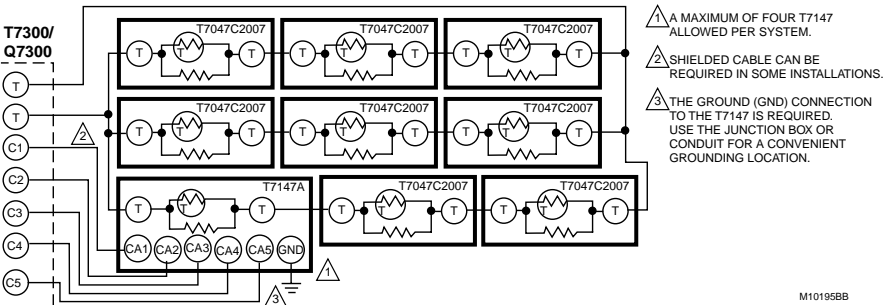 T7300/
Q7300
T
T
C1
C2
C3
C4
C5
T7047C2007
T7047C2007
T7047C2007
T
T
T
T
T
T
T
T
T
T7047C2007
T7047C2007
T7047C2007
T
T
T
T
T
T
T
T
T
2
T7147A
T7047C2007
T7047C2007
T
T
T
T
T
T
T
T
T
CA1
CA2
CA3
CA4
CA5
GND
1
3
1 A MAXIMUM OF FOUR T7147
ALLOWED PER SYSTEM.
2 SHIELDED CABLE CAN BE
REQUIRED IN SOME INSTALLATIONS.
3 THE GROUND (GND) CONNECTION
TO THE T7147 IS REQUIRED.
USE THE JUNCTION BOX OR
CONDUIT FOR A CONVENIENT
GROUNDING LOCATION.
M10195BB